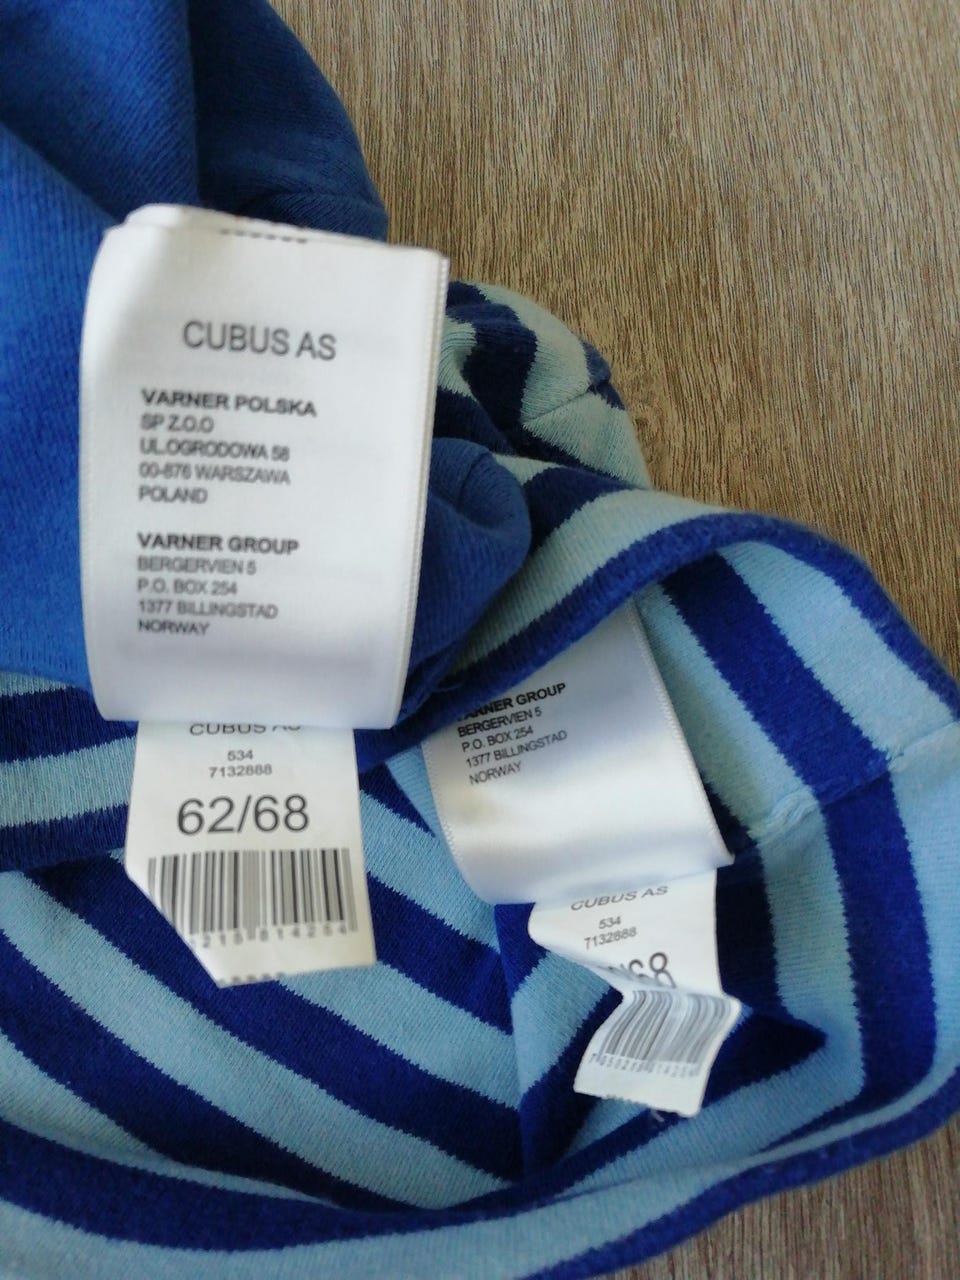 CUBUS AS
VARNER POLSKA
SP Z.O.O
UL.OGRODOWA 58
00-876 WARSZAWA
POLAND
VARNER GROUP
BERGERVIEN 5
P.O. BOX 254
1377 BILLINGSTAD
NORWAY
CUBUS AS
534
7132888
62/68
VARNER GROUP
BERGERVIEN 5
P.O. BOX 254
1377 BILLINGSTAD
NORWAY
CUBUS AS
534
7132888